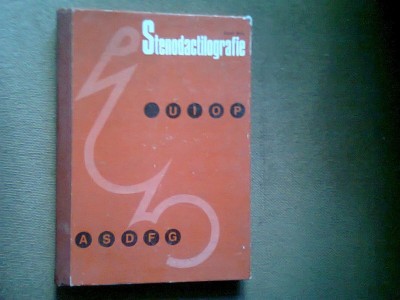 Stenodactilografie
U I O P
A S D F G